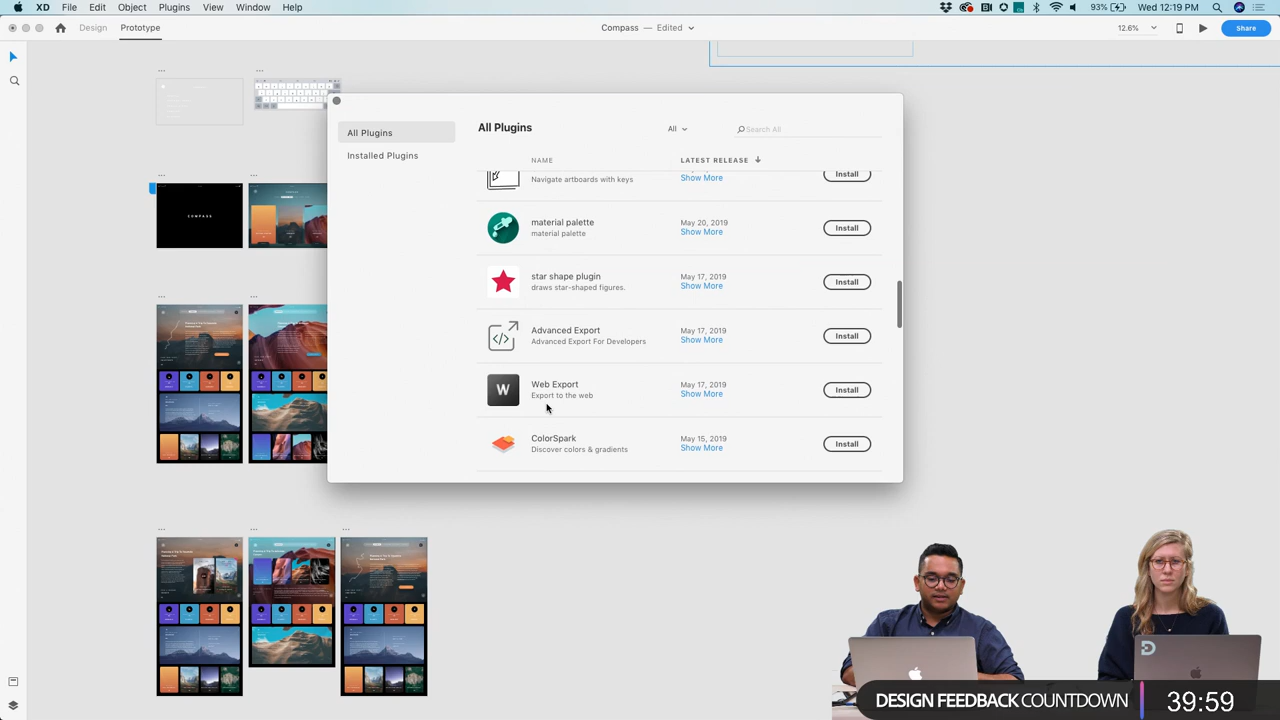 XD File Edit Object Plugins View Window Help
93% Wed 12:19 PM
Design Prototype
Compass — Edited
12.6%
Share
All Plugins
Installed Plugins
All Plugins
All
Search All
NAME
LATEST RELEASE
Navigate artboards with keys
Show More
Install
material palette
material palette
May 20, 2019
Show More
Install
star shape plugin
draws star-shaped figures.
May 17, 2019
Show More
Install
Advanced Export
Advanced Export For Developers
May 17, 2019
Show More
Install
W
Web Export
Export to the web
May 17, 2019
Show More
Install
ColorSpark
Discover colors & gradients
May 15, 2019
Show More
Install
COMPASS
DESIGN FEEDBACK COUNTDOWN
39:59